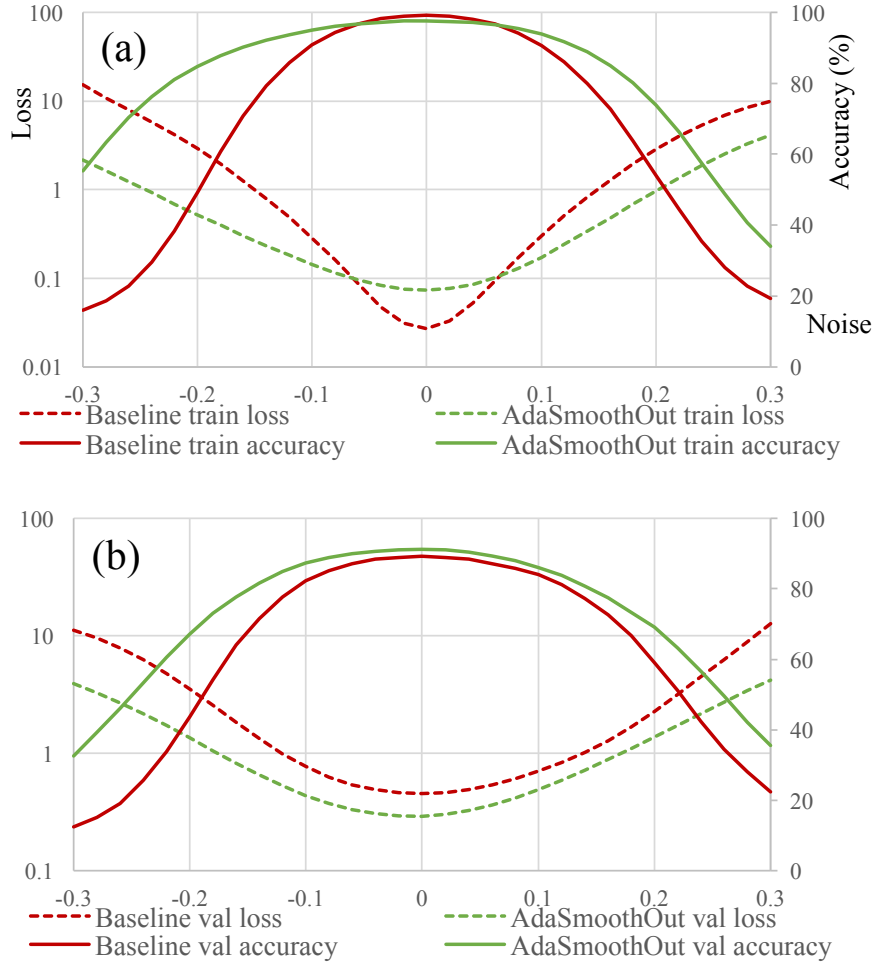 (a)
Loss
Accuracy (%)
Noise
100
10
1
0.1
0.01
100
80
60
40
20
0
-0.3 -0.2 -0.1 0 0.1 0.2 0.3
Baseline train loss AdaSmoothOut train loss
Baseline train accuracy AdaSmoothOut train accuracy
(b)
100
10
1
0.1
100
80
60
40
20
0
-0.3 -0.2 -0.1 0 0.1 0.2 0.3
Baseline val loss AdaSmoothOut val loss
Baseline val accuracy AdaSmoothOut val accuracy